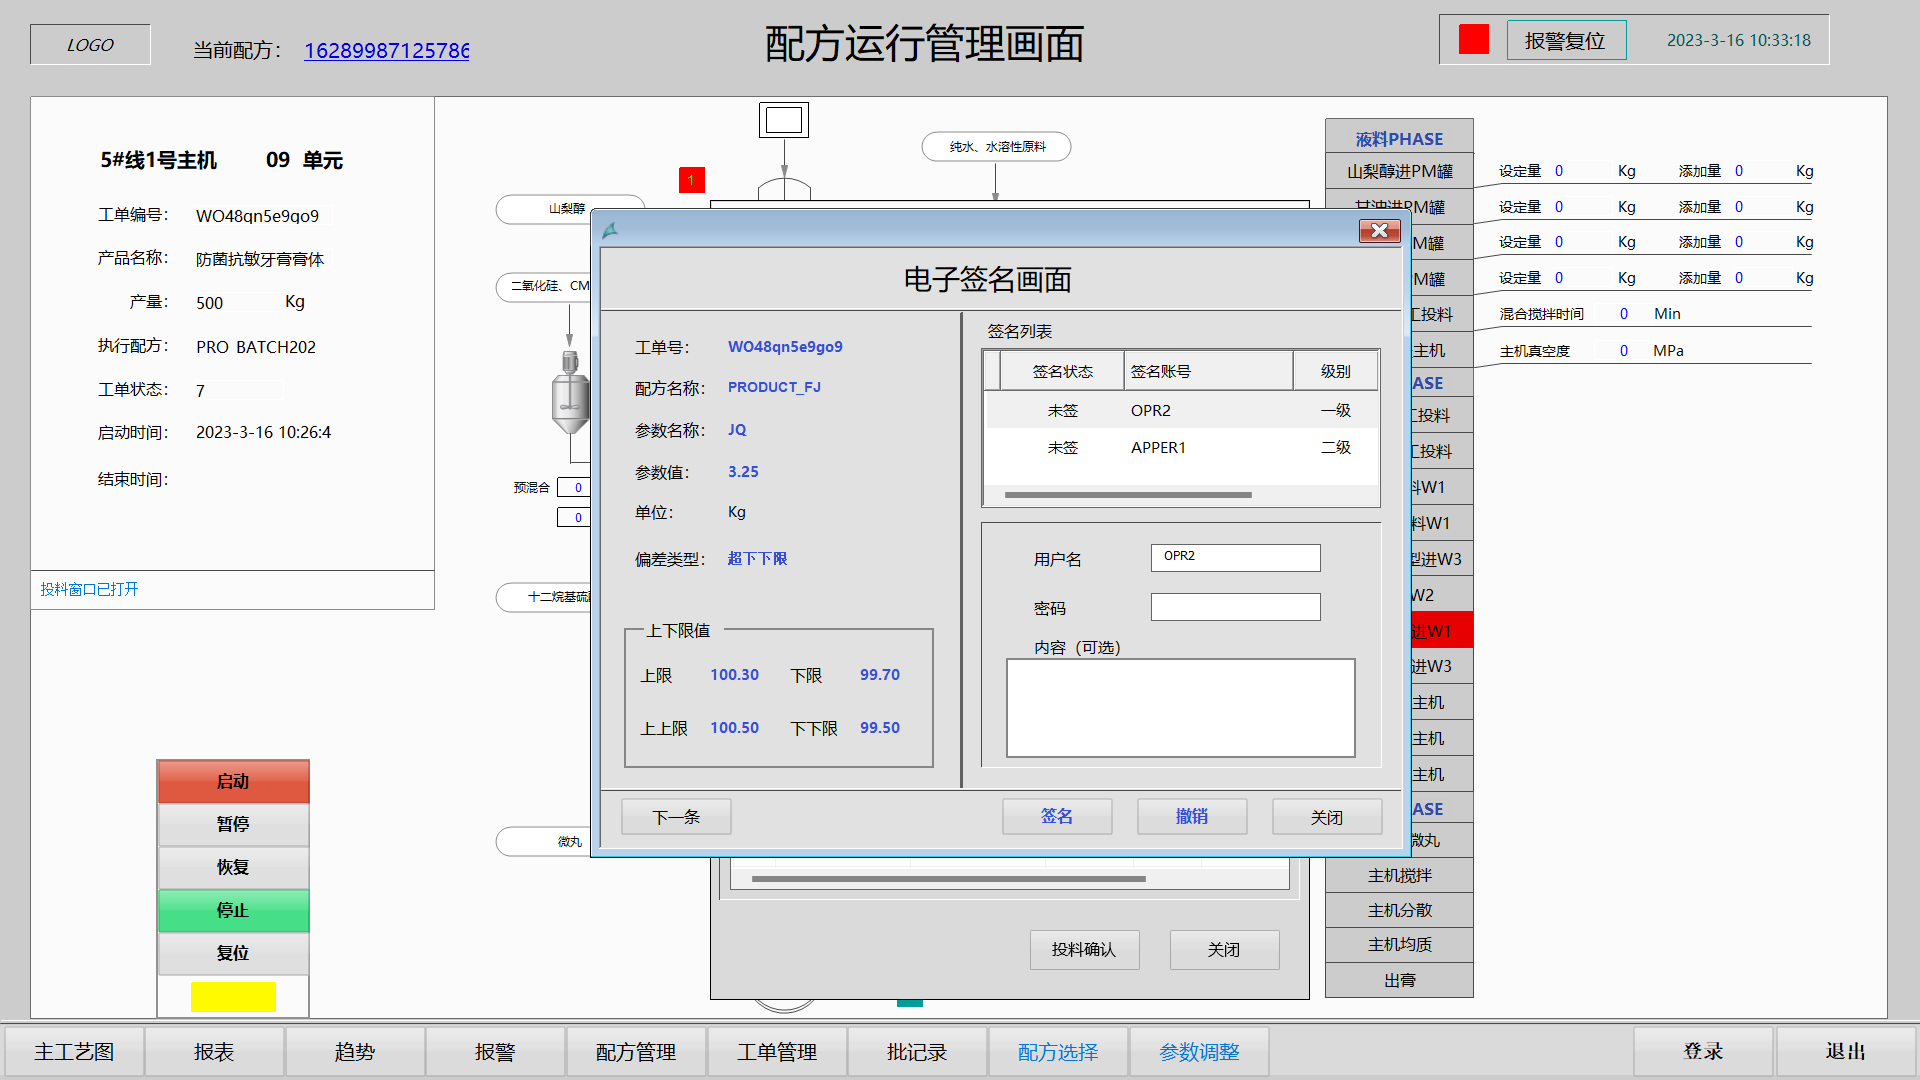 LOGO
当前配方： 16289987125786
配方运行管理画面
报警复位
2023-3-16 10:33:18
5#线1号主机 09 单元
工单编号： WO48qn5e9go9
产品名称： 防菌抗敏牙膏膏体
产量： 500 Kg
执行配方： PRO BATCH202
工单状态： 7
启动时间： 2023-3-16 10:26:4
结束时间：
投料窗口已打开
启动
暂停
恢复
停止
复位
1
纯水、水溶性原料
山梨醇
二氧化硅、CM
预混合 0
0
十二烷基硫
微丸
电子签名画面
工单号： WO48qn5e9go9
配方名称： PRODUCT_FJ
参数名称： JQ
参数值： 3.25
单位： Kg
偏差类型： 超下下限
上下限值
上限 100.30 下限 99.70
上上限 100.50 下下限 99.50
签名列表
签名状态 签名账号 级别
未签 OPR2 一级
未签 APPER1 二级
用户名 OPR2
密码
内容（可选）
下一条 签名 撤销 关闭
投料确认 关闭
液料PHASE
山梨醇进PM罐
甘油进PM罐
M罐
M罐
工投料
主机
ASE
工投料
工投料
料W1
料W1
型进W3
W2
进W1
进W3
主机
主机
主机
ASE
微丸
主机搅拌
主机分散
主机均质
出膏
设定量 0 Kg 添加量 0 Kg
设定量 0 Kg 添加量 0 Kg
设定量 0 Kg 添加量 0 Kg
设定量 0 Kg 添加量 0 Kg
混合搅拌时间 0 Min
主机真空度 0 MPa
主工艺图 报表 趋势 报警 配方管理 工单管理 批记录 配方选择 参数调整 登录 退出